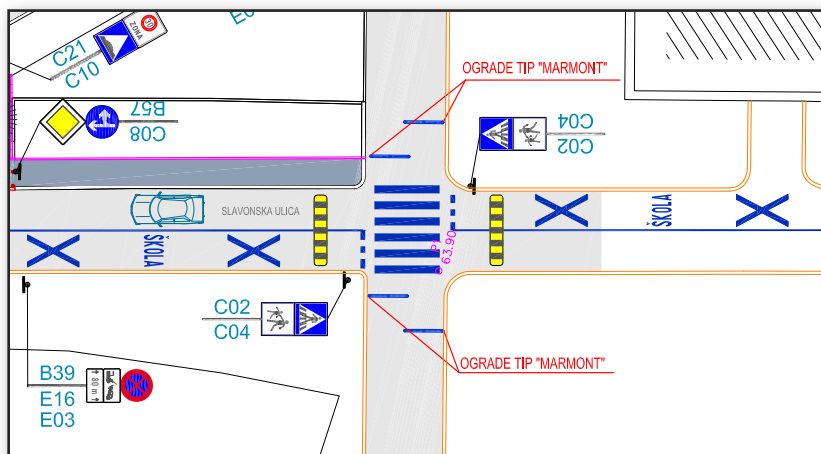 C21
C10
ZONA
30
OGRADE TIP "MARMONT"
B57
C08
C04
C02
SLAVONSKA ULICA
ŠKOLA
ŠKOLA
63.90
C02
C04
OGRADE TIP "MARMONT"
B39
E16
E03
80 m